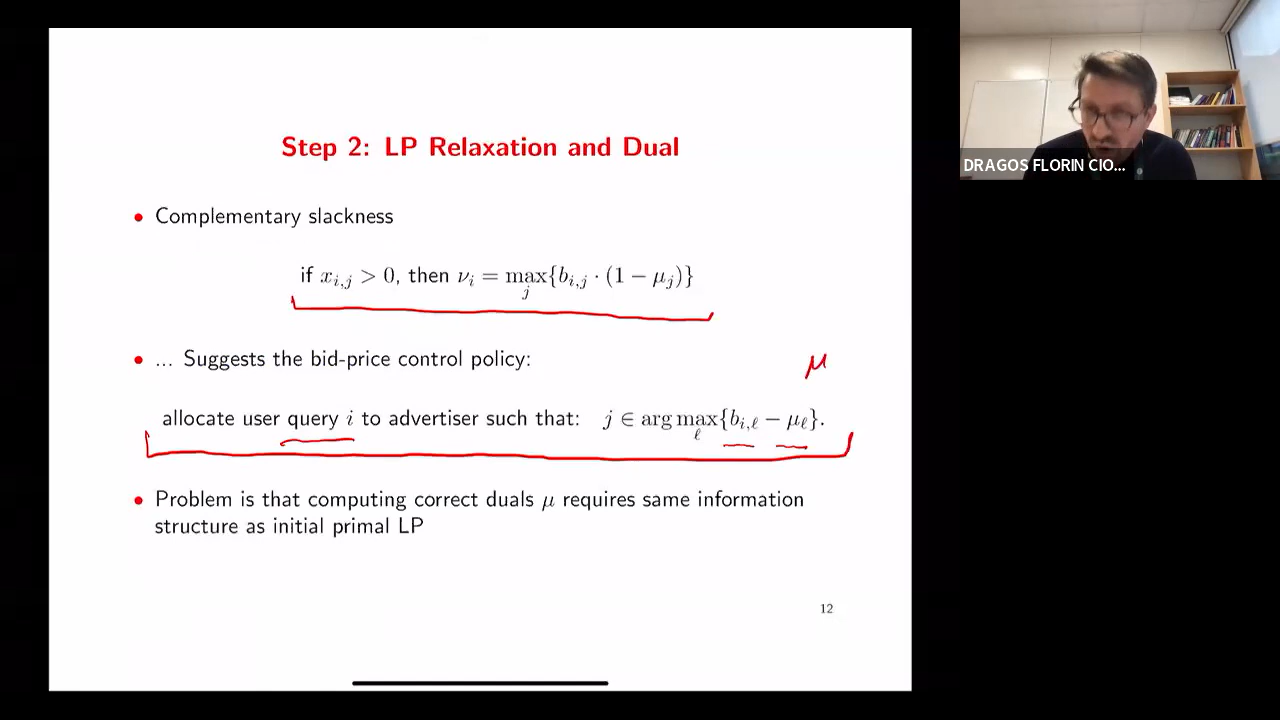 Step 2: LP Relaxation and Dual
• Complementary slackness
if x_{i,j} > 0, then ν_i = max_j{b_{i,j} · (1 − μ_j)}
• ... Suggests the bid-price control policy:
μ
allocate user query i to advertiser such that: j ∈ arg max_ℓ{b_{i,ℓ} − μ_ℓ}.
• Problem is that computing correct duals μ requires same information
structure as initial primal LP
12
DRAGOS FLORIN CIO...